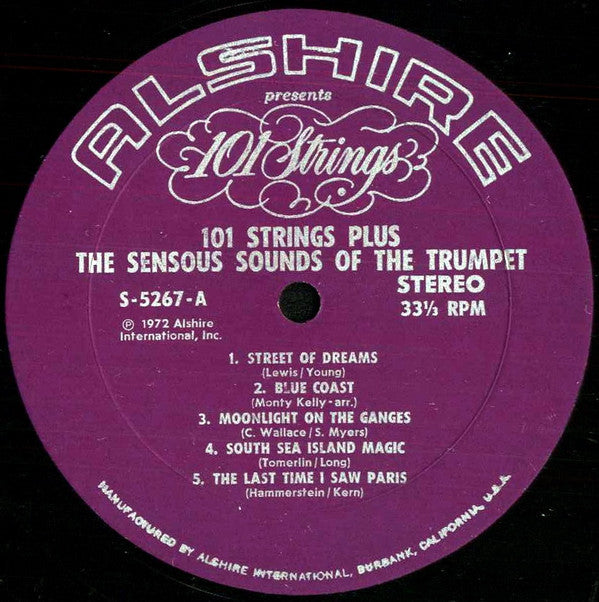 ALSHIRE
presents
101 Strings
101 STRINGS PLUS
THE SENSOUS SOUNDS OF THE TRUMPET
STEREO
S-5267-A
33⅓ RPM
℗ 1972 Alshire
International, Inc.
1. STREET OF DREAMS
(Lewis/Young)
2. BLUE COAST
(Monty Kelly-arr.)
3. MOONLIGHT ON THE GANGES
(C. Wallace/S. Myers)
4. SOUTH SEA ISLAND MAGIC
(Tomerlin/Long)
5. THE LAST TIME I SAW PARIS
(Hammerstein/Kern)
MANUFACTURED BY ALSHIRE INTERNATIONAL, BURBANK, CALIFORNIA, U.S.A.